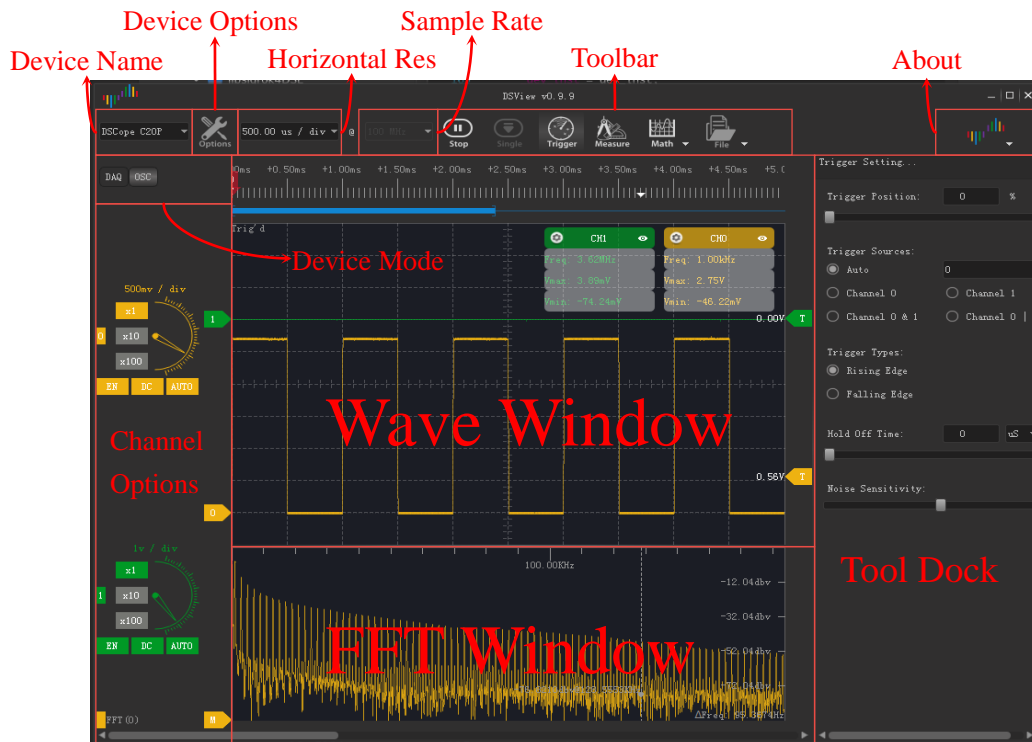 Device Options
Sample Rate
Device Name
Horizontal Res
Toolbar
About
DSView v0.9.9
DSCope C20P
Options
500.00 us / div
@
100 MHz
Stop
Single
Trigger
Measure
Math
File
DAQ
OSC
+0.50ms
+1.00ms
+1.50ms
+2.00ms
+2.50ms
+3.00ms
+3.50ms
+4.00ms
+4.50ms
Trig'd
Device Mode
CH1
Freq: 3.62MHz
Vmax: 3.89mV
Vmin: -74.24mV
CH0
Freq: 1.00kHz
Vmax: 2.75V
Vmin: -46.22mV
Trigger Setting...
Trigger Position:
0
%
Trigger Sources:
Auto
0
Channel 0
Channel 1
Channel 0 & 1
Channel 0 |
Trigger Types:
Rising Edge
Falling Edge
Hold Off Time:
0
uS
Noise Sensitivity:
Tool Dock
500mv / div
x1
0
x10
x100
EN
DC
AUTO
1
0.00V
T
Wave Window
Channel
Options
0.56V
T
0
1v / div
x1
1
x10
x100
EN
DC
AUTO
100.00KHz
-12.04dbv
-32.04dbv
-52.04dbv
-72.04dbv
FFT Window
FFT(0)
M